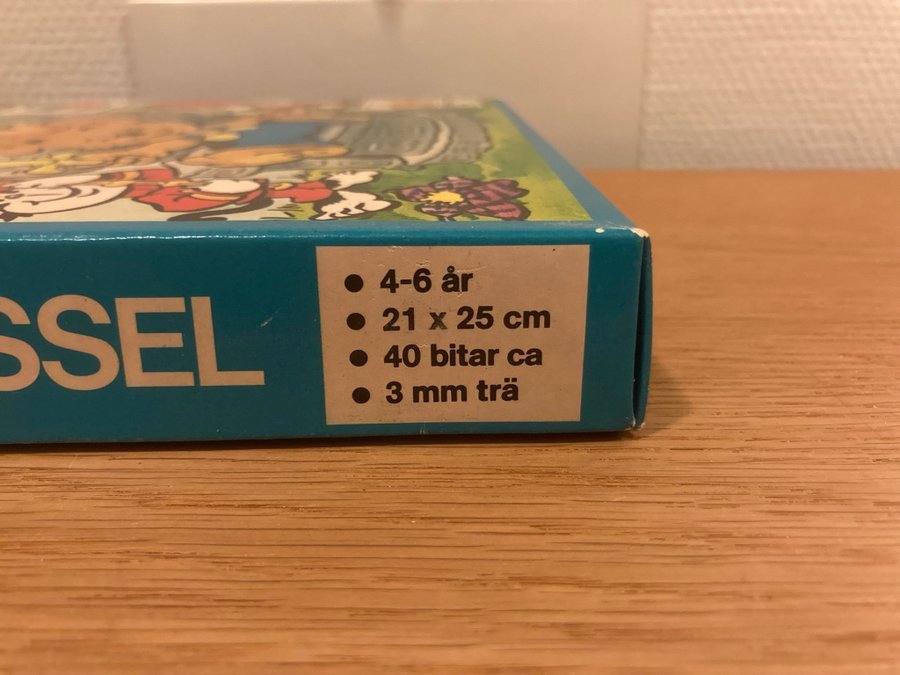 SSEL
● 4-6 år
● 21 x 25 cm
● 40 bitar ca
● 3 mm trä